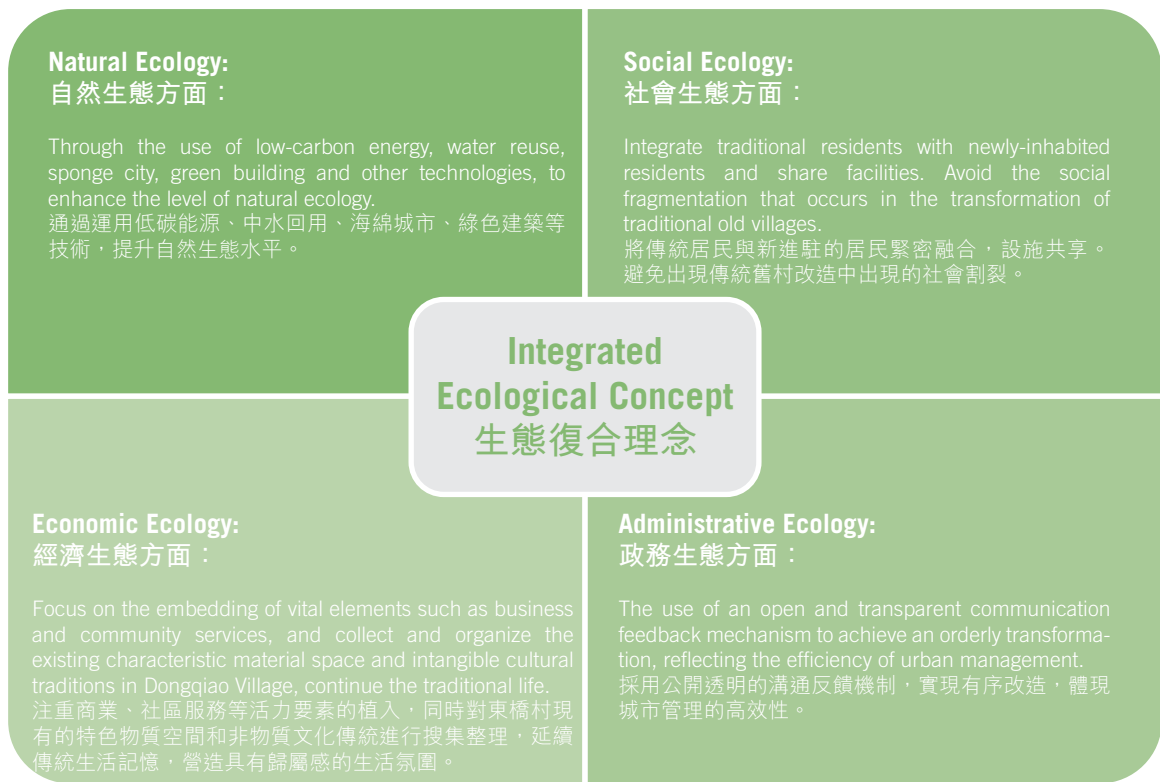 Natural Ecology:
自然生態方面：
Through the use of low-carbon energy, water reuse,
sponge city, green building and other technologies, to
enhance the level of natural ecology.
通過運用低碳能源、中水回用、海綿城市、綠色建築等
技術，提升自然生態水平。
Social Ecology:
社會生態方面：
Integrate traditional residents with newly-inhabited
residents and share facilities. Avoid the social
fragmentation that occurs in the transformation of
traditional old villages.
將傳統居民與新進駐的居民緊密融合，設施共享。
避免出現傳統舊村改造中出現的社會割裂。
Integrated
Ecological Concept
生態復合理念
Economic Ecology:
經濟生態方面：
Focus on the embedding of vital elements such as business
and community services, and collect and organize the
existing characteristic material space and intangible cultural
traditions in Dongqiao Village, continue the traditional life.
注重商業、社區服務等活力要素的植入，同時對東橋村現
有的特色物質空間和非物質文化傳統進行搜集整理，延續
傳統生活記憶，營造具有歸屬感的生活氛圍。
Administrative Ecology:
政務生態方面：
The use of an open and transparent communication
feedback mechanism to achieve an orderly transforma-
tion, reflecting the efficiency of urban management.
採用公開透明的溝通反饋機制，實現有序改造，體現
城市管理的高效性。